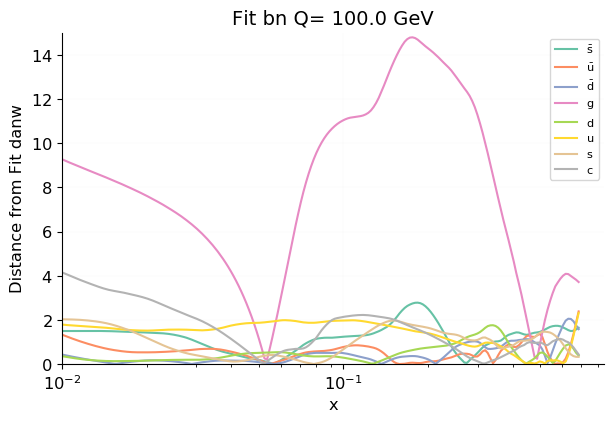 Fit bn Q= 100.0 GeV
Distance from Fit danw
14
12
10
8
6
4
2
0
10⁻²
10⁻¹
x
s̄
ū
d̄
g
d
u
s
c